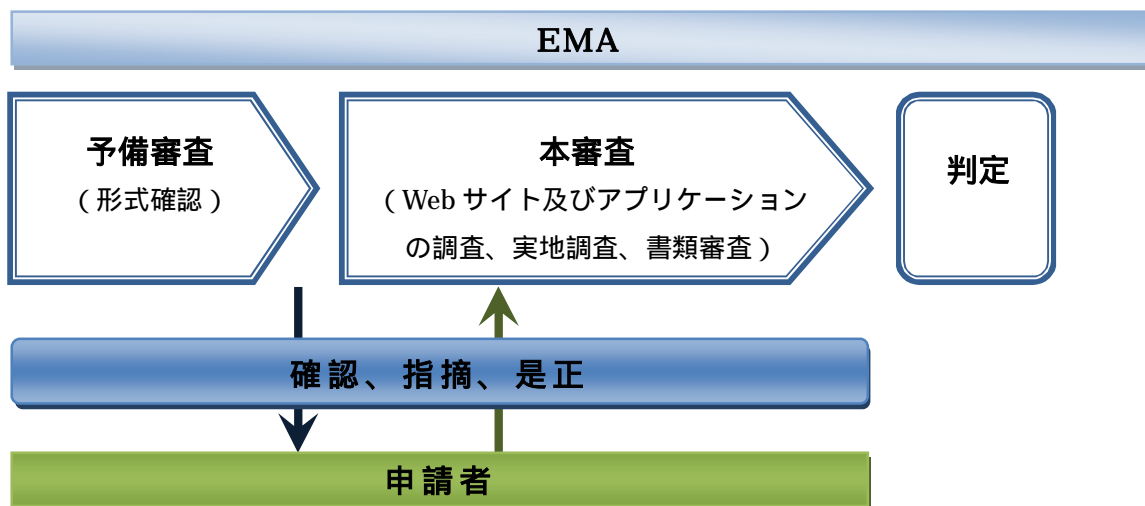 EMA
予備審査
（形式確認）
本審査
（Web サイト及びアプリケーション
の調査、実地調査、書類審査）
判定
確認、指摘、是正
申請者